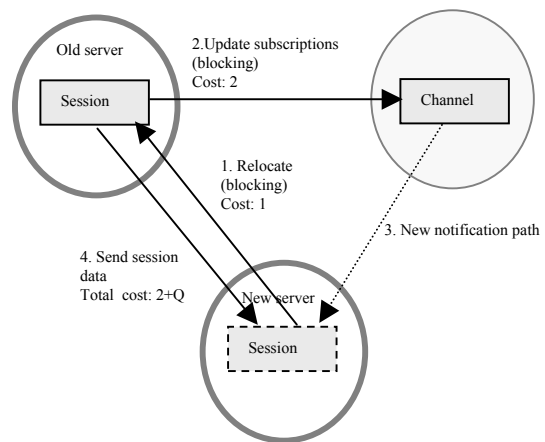 Old server
Session
2.Update subscriptions
(blocking)
Cost: 2
Channel
1. Relocate
(blocking)
Cost: 1
3. New notification path
4. Send session
data
Total cost: 2+Q
New server
Session